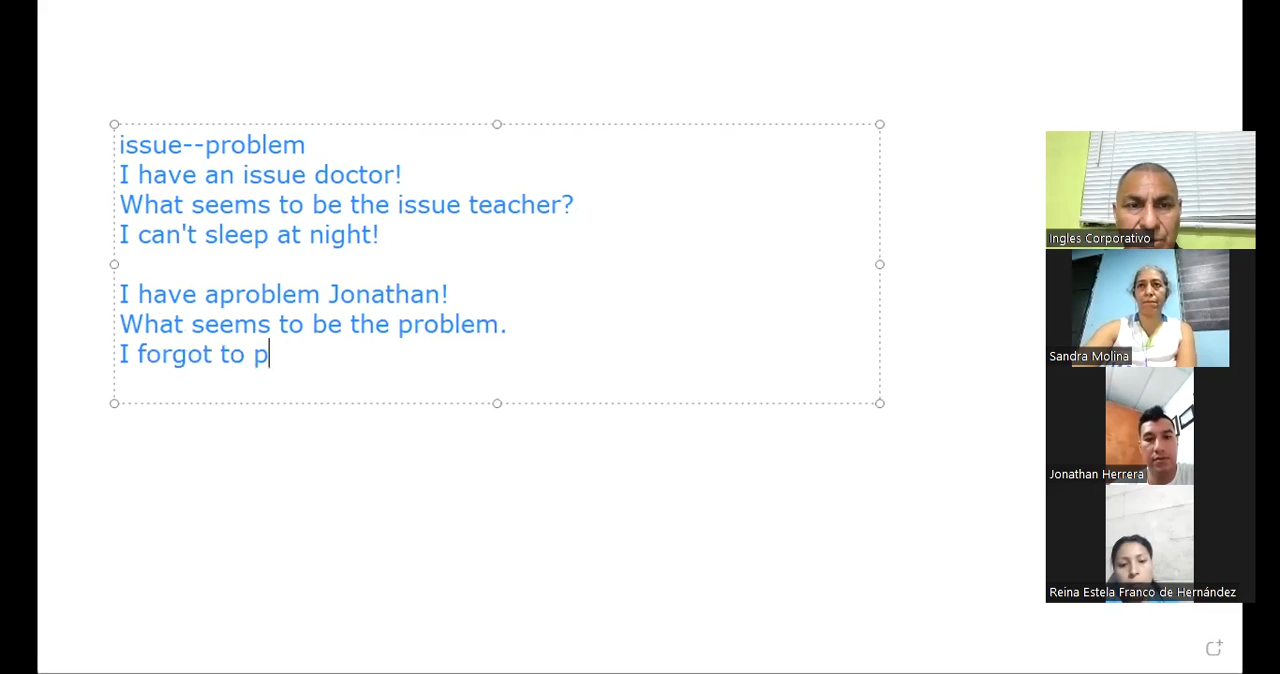 issue--problem
I have an issue doctor!
What seems to be the issue teacher?
I can't sleep at night!
I have aproblem Jonathan!
What seems to be the problem.
I forgot to p
Ingles Corporativo
Sandra Molina
Jonathan Herrera
Reina Estela Franco de Hernández